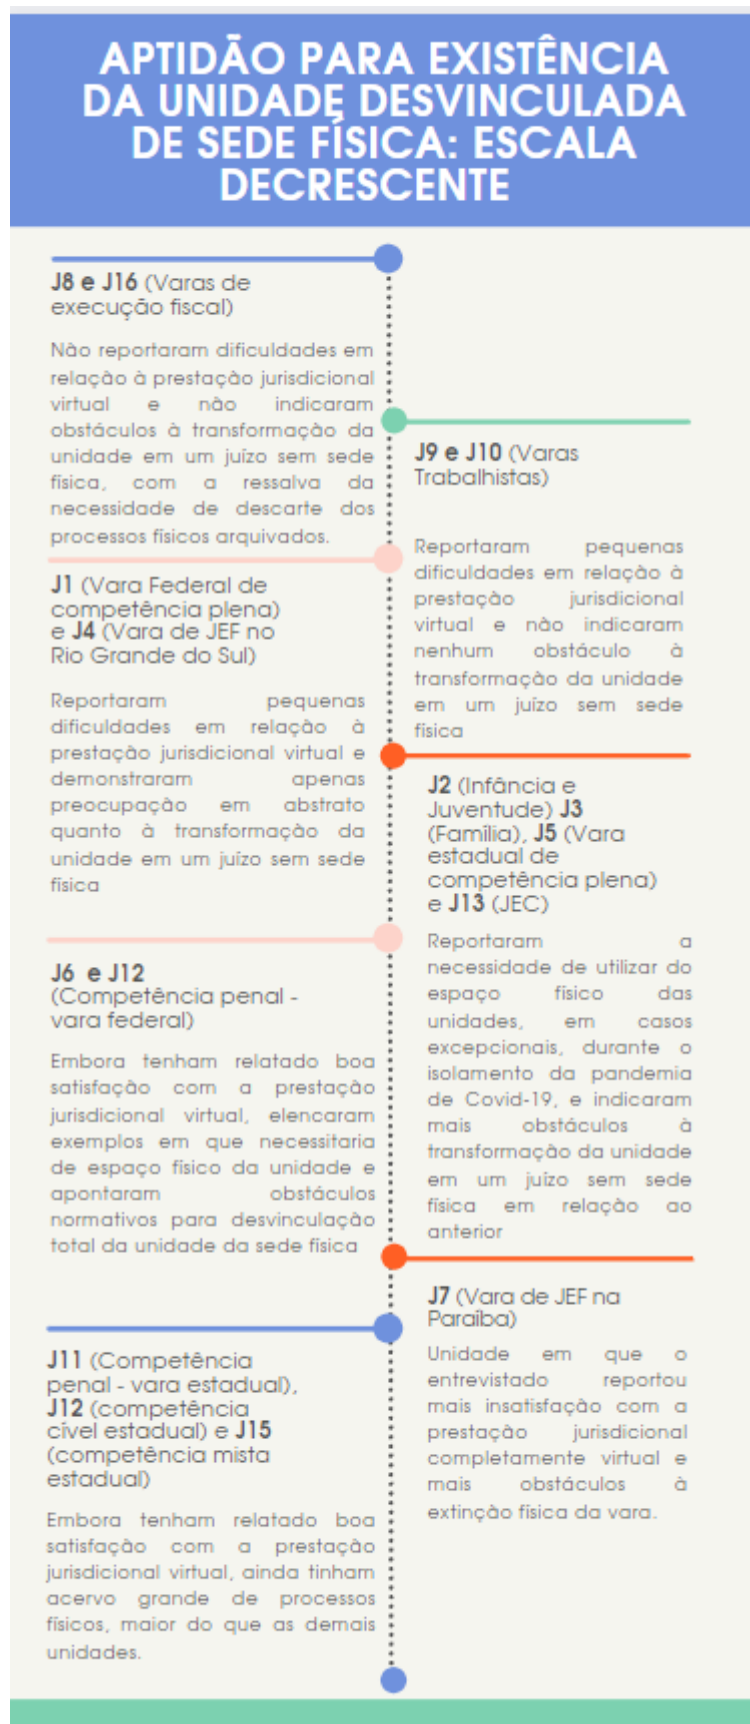 APTIDÃO PARA EXISTÊNCIA
DA UNIDADE DESVINCULADA
DE SEDE FÍSICA: ESCALA
DECRESCENTE
J8 e J16 (Varas de
execução fiscal)
Não reportaram dificuldades em
relação à prestação jurisdicional
virtual e não indicaram
obstáculos à transformação da
unidade em um juízo sem sede
física, com a ressalva da
necessidade de descarte dos
processos físicos arquivados.
J9 e J10 (Varas
Trabalhistas)
Reportaram pequenas
dificuldades em relação à
prestação jurisdicional
virtual e não indicaram
nenhum obstáculo à
transformação da unidade
em um juízo sem sede
física
J1 (Vara Federal de
competência plena)
e J4 (Vara de JEF no
Rio Grande do Sul)
Reportaram pequenas
dificuldades em relação à
prestação jurisdicional virtual e
demonstraram apenas
preocupação em abstrato
quanto à transformação da
unidade em um juízo sem sede
física
J2 (Infância e
Juventude) J3
(Família), J5 (Vara
estadual de
competência plena)
e J13 (JEC)
Reportaram a
necessidade de utilizar do
espaço físico das
unidades, em casos
excepcionais, durante o
isolamento da pandemia
de Covid-19, e indicaram
mais obstáculos à
transformação da unidade
em um juízo sem sede
física em relação ao
anterior
J6 e J12
(Competência penal -
vara federal)
Embora tenham relatado boa
satisfação com a prestação
jurisdicional virtual, elencaram
exemplos em que necessitaria
de espaço físico da unidade e
apontaram obstáculos
normativos para desvinculação
total da unidade da sede física
J7 (Vara de JEF na
Paraíba)
Unidade em que o
entrevistado reportou
mais insatisfação com a
prestação jurisdicional
completamente virtual e
mais obstáculos à
extinção física da vara.
J11 (Competência
penal - vara estadual),
J12 (competência
cível estadual) e J15
(competência mista
estadual)
Embora tenham relatado boa
satisfação com a prestação
jurisdicional virtual, ainda tinham
acervo grande de processos
físicos, maior do que as demais
unidades.